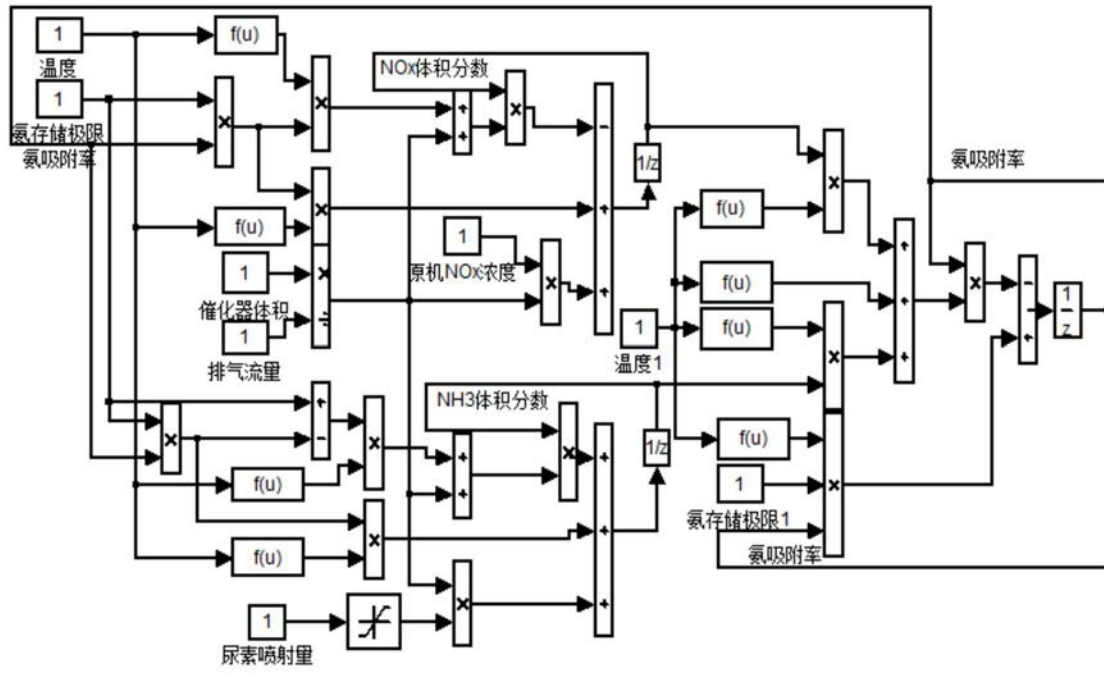 1
f(u)
温度
NOx体积分数
1
氨存储极限
氨吸附率
1/z
氨吸附率
f(u)
f(u)
1
原机NOx浓度
1
催化器体积
f(u)
1
z
1
排气流量
1
温度1
f(u)
NH3体积分数
1/z
f(u)
f(u)
1
氨存储极限1
f(u)
氨吸附率
1
尿素喷射量